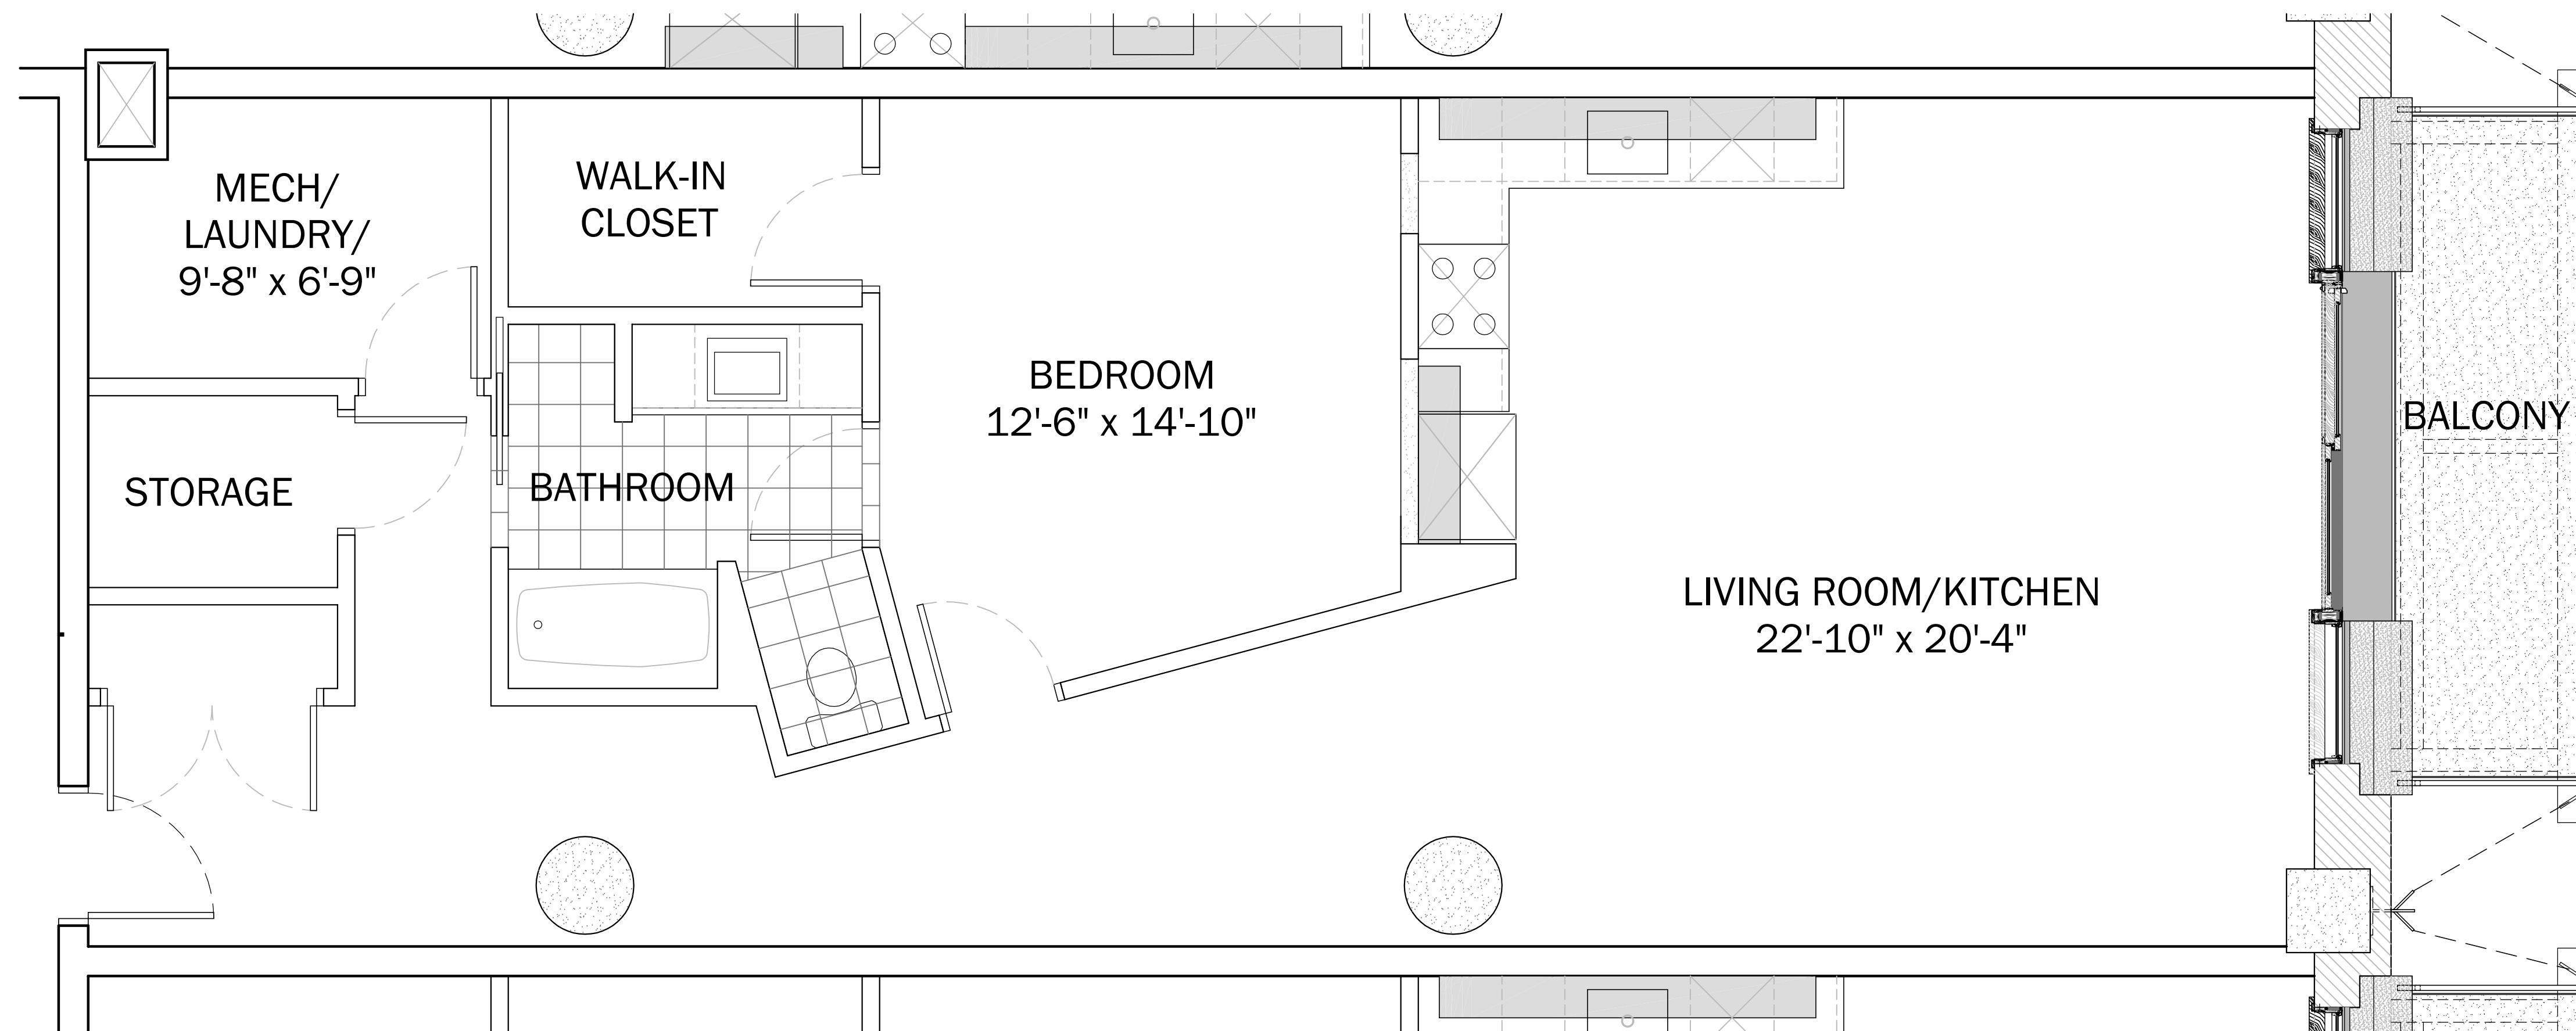 MECH/
LAUNDRY/
9'-8" x 6'-9"
WALK-IN
CLOSET
BEDROOM
12'-6" x 14'-10"
STORAGE
BATHROOM
LIVING ROOM/KITCHEN
22'-10" x 20'-4"
BALCONY